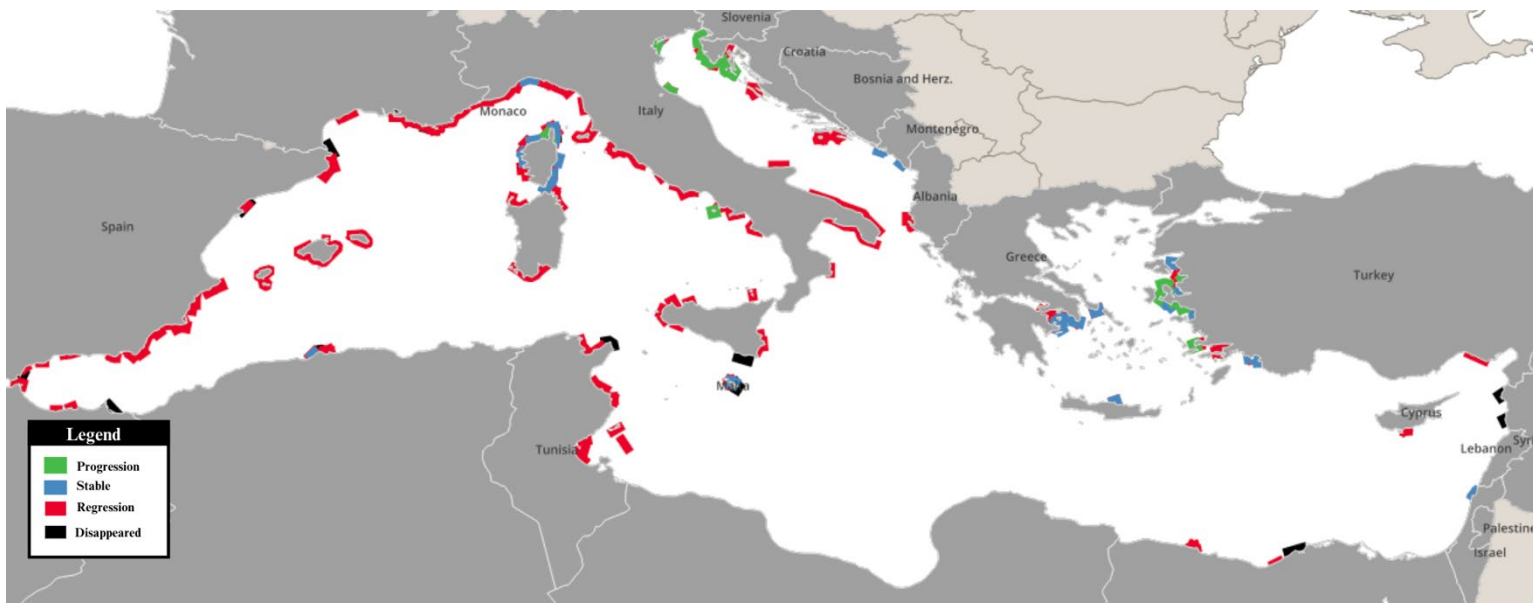 Slovenia
Croatia
Bosnia and Herz.
Monaco
Italy
Montenegro
Albania
Spain
Greece
Turkey
Malta
Cyprus
Tunisia
Lebanon
Palestine
Israel
Legend
Progression
Stable
Regression
Disappeared